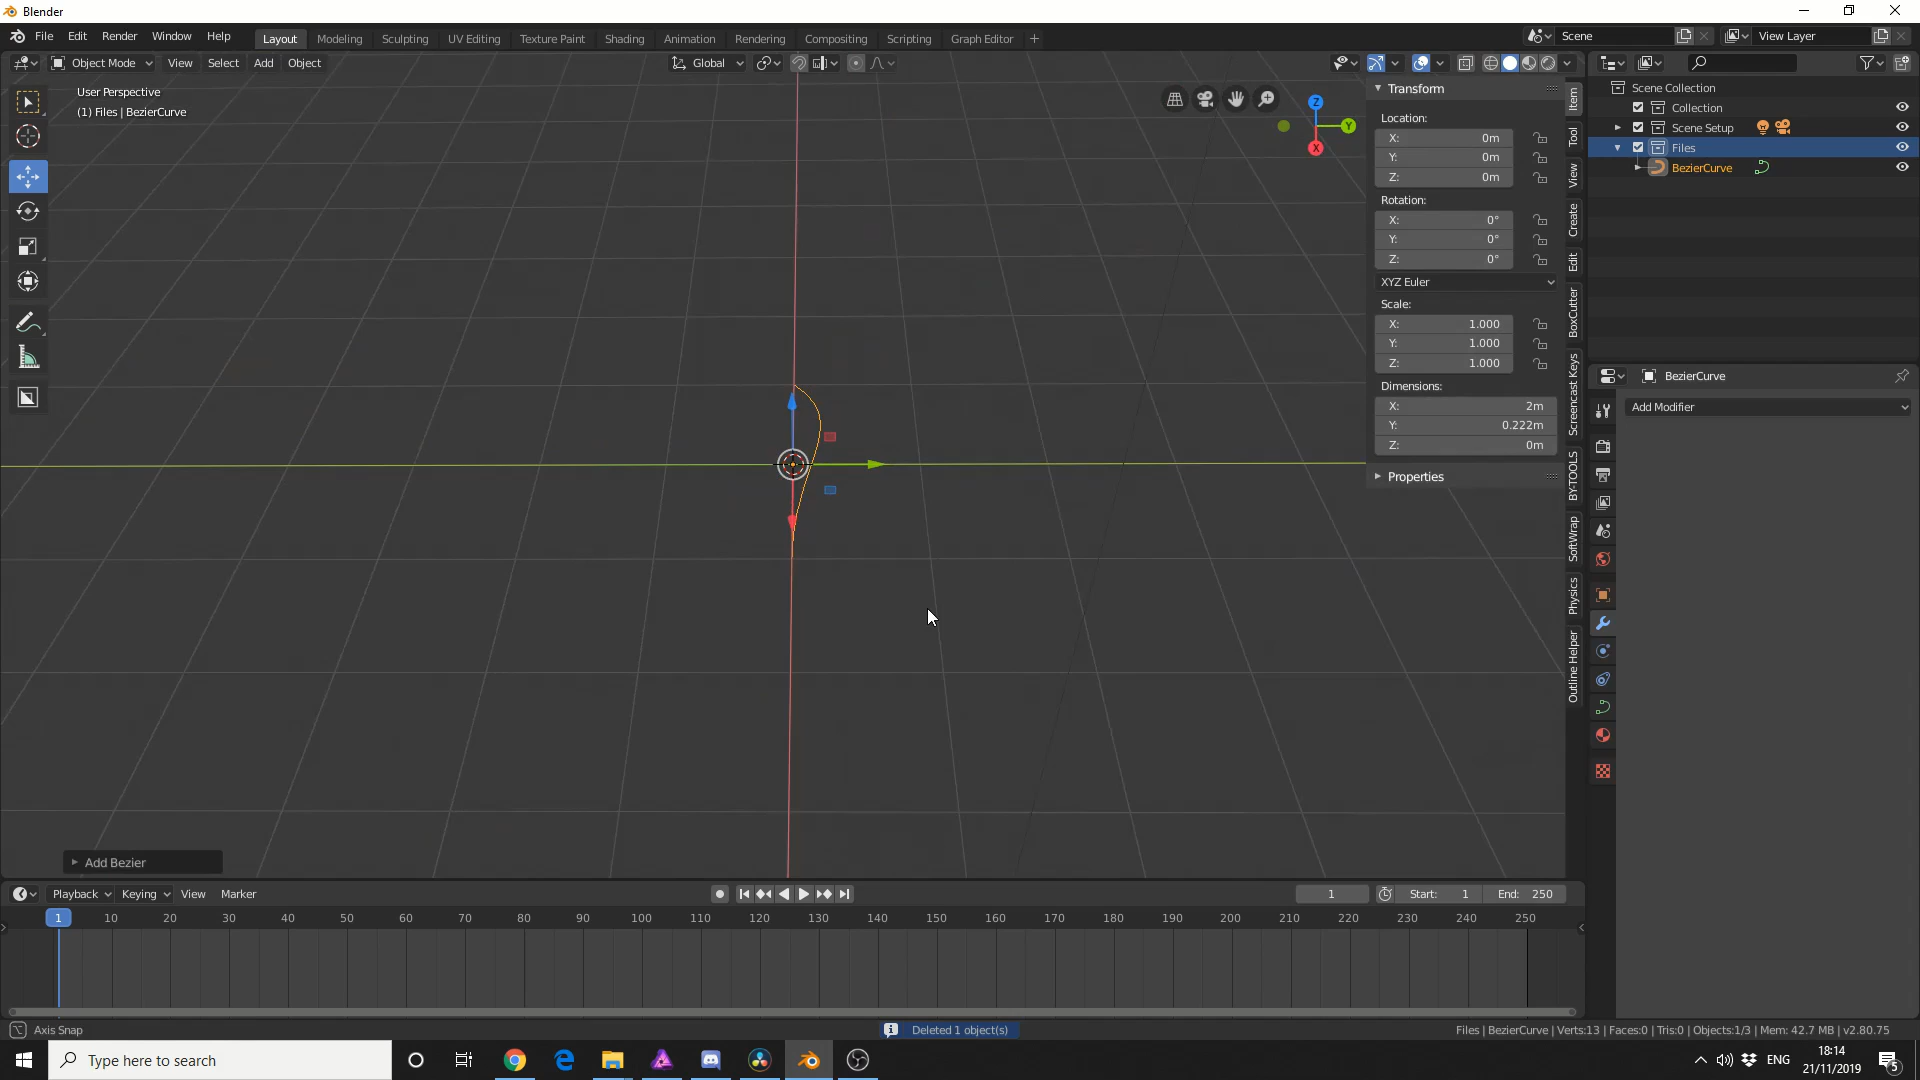 Blender
File Edit Render Window Help
Layout Modeling Sculpting UV Editing Texture Paint Shading Animation Rendering Compositing Scripting Graph Editor +
Scene
View Layer
Object Mode View Select Add Object
Global
User Perspective
(1) Files | BezierCurve
Z
Y
X
Transform
Location:
X: 0m
Y: 0m
Z: 0m
Rotation:
X: 0°
Y: 0°
Z: 0°
XYZ Euler
Scale:
X: 1.000
Y: 1.000
Z: 1.000
Dimensions:
X: 2m
Y: 0.222m
Z: 0m
Properties
Item
Tool
View
Create
Edit
BoxCutter
Screencast Keys
BY-TOOLS
SoftWrap
Physics
Outline Helper
Scene Collection
Collection
Scene Setup
Files
BezierCurve
BezierCurve
Add Modifier
Add Bezier
Playback Keying View Marker
1
Start: 1
End: 250
1 10 20 30 40 50 60 70 80 90 100 110 120 130 140 150 160 170 180 190 200 210 220 230 240 250
Axis Snap
Deleted 1 object(s)
Files | BezierCurve | Verts:13 | Faces:0 | Tris:0 | Objects:1/3 | Mem: 42.7 MB | v2.80.75
Type here to search
ENG
18:14
21/11/2019
5